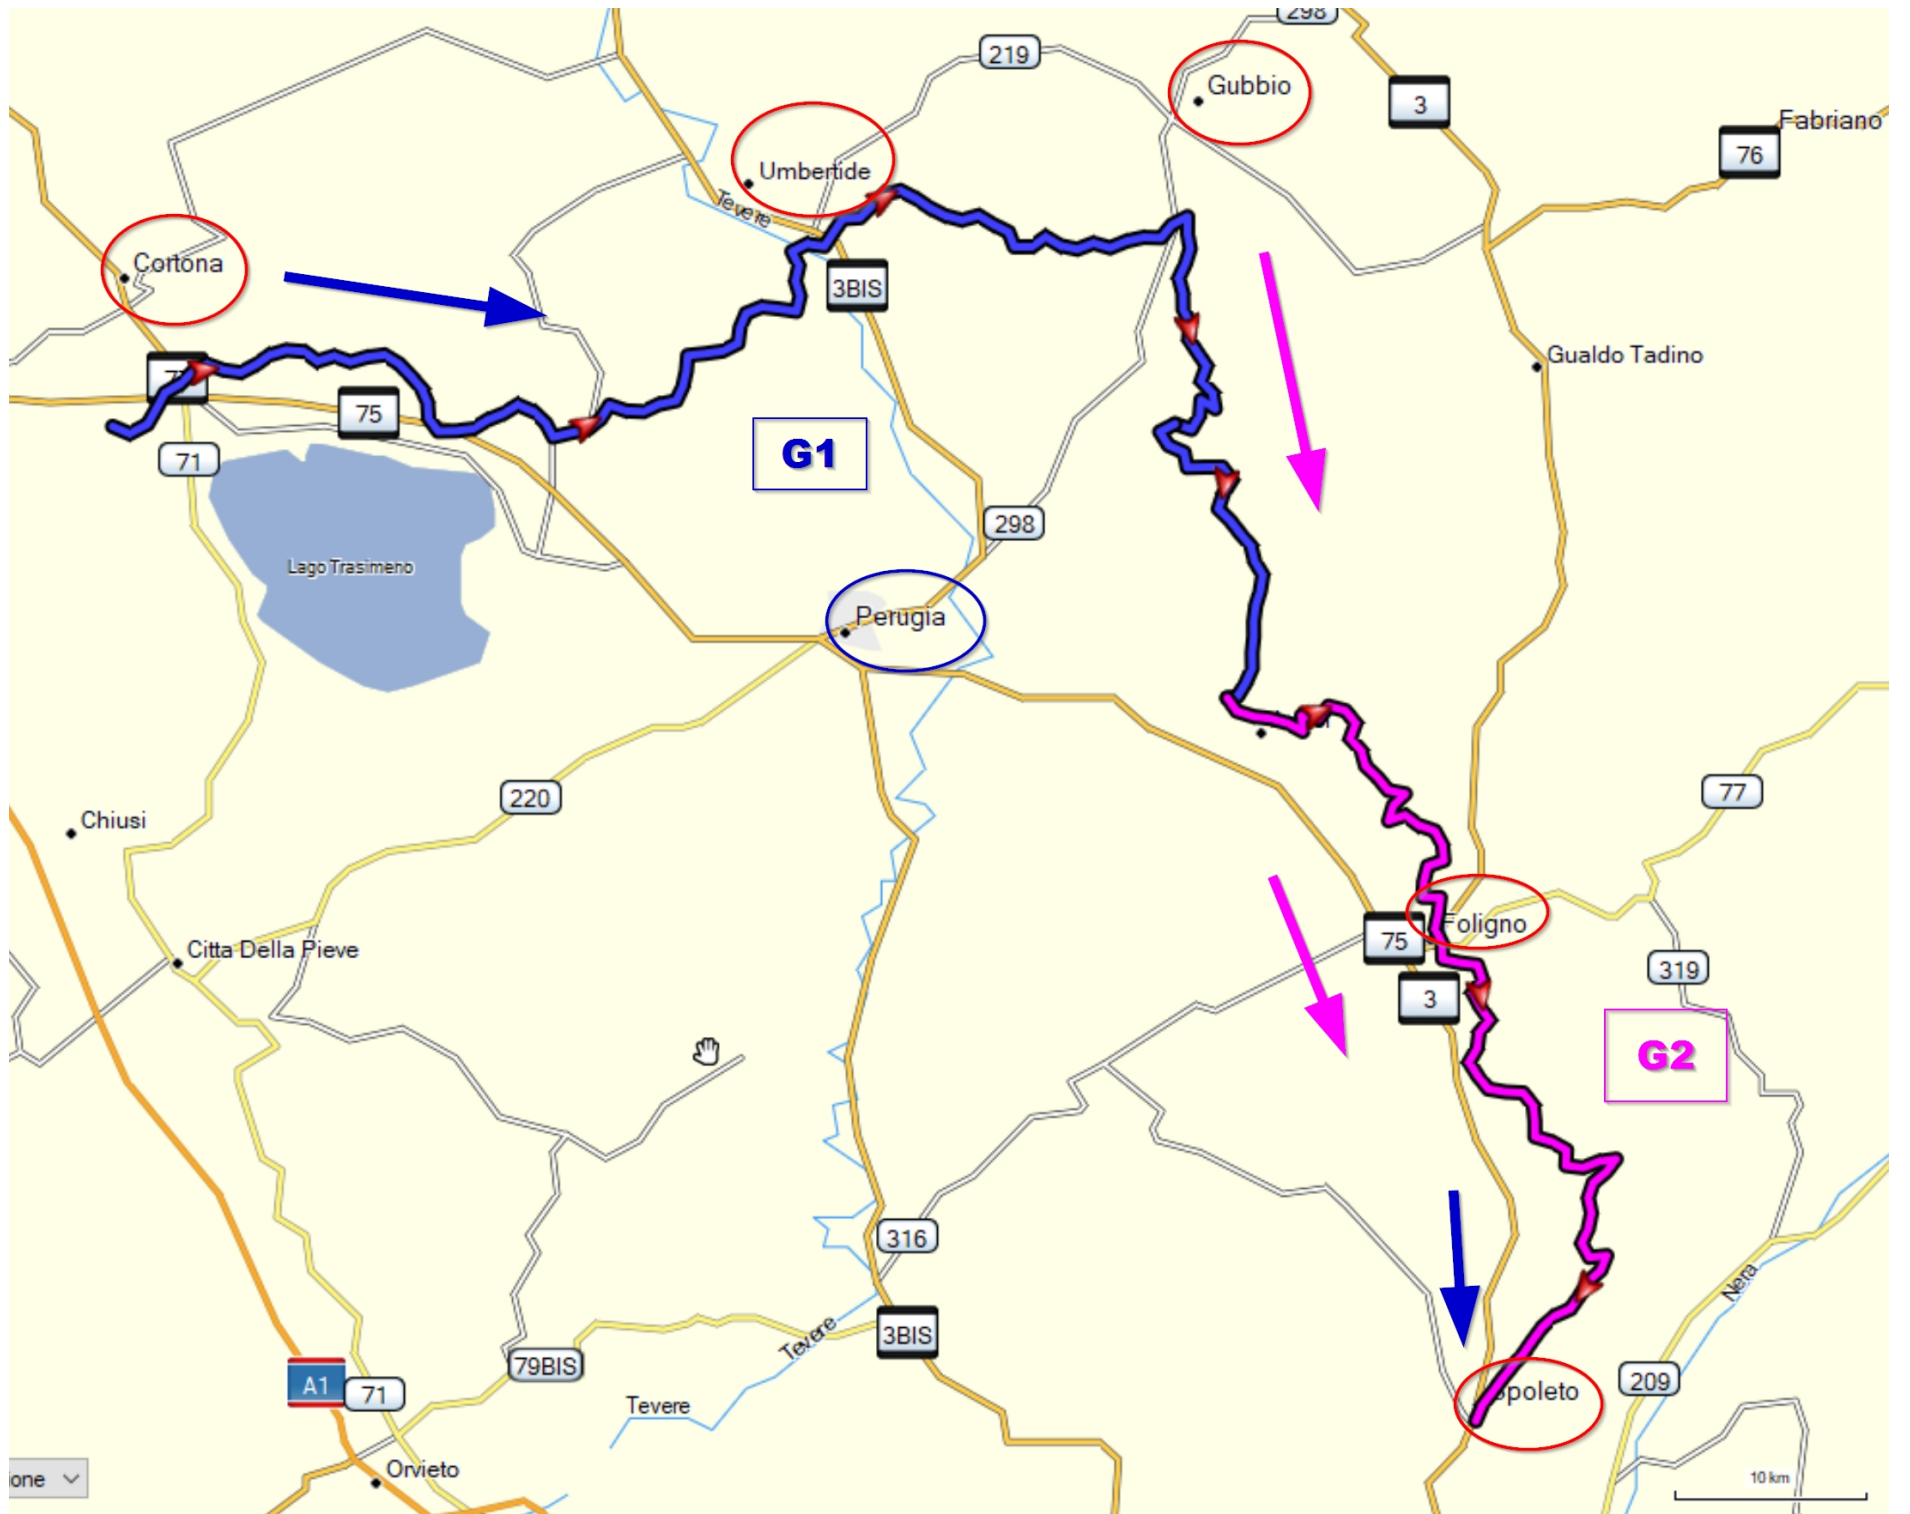 298
219
Gubbio
3
Fabriano
76
Umbertide
Tevere
Cortona
3BIS
Gualdo Tadino
75
71
G1
298
Lago Trasimeno
Perugia
220
77
Chiusi
Foligno
75
Citta Della Pieve
319
3
G2
316
Nera
Tevere
3BIS
79BIS
A1
71
209
Spoleto
Tevere
Orvieto
ione
10 km